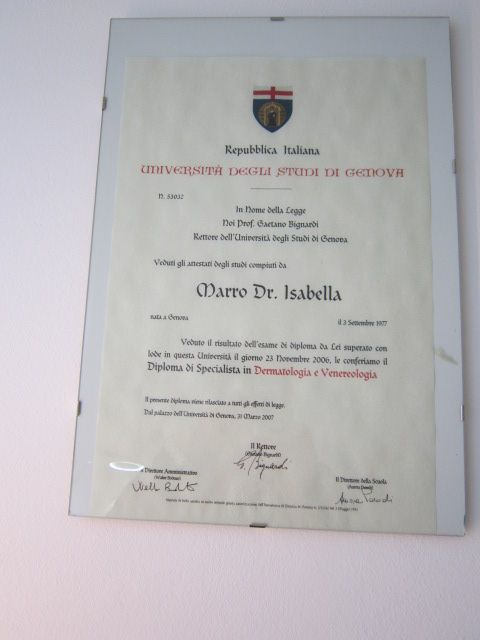 Repubblica Italiana
UNIVERSITÀ DEGLI STUDI DI GENOVA
N. 53032
In Nome della Legge
Noi Prof. Gaetano Bignardi
Rettore dell'Università degli Studi di Genova
Veduti gli attestati degli studi compiuti da
Marro Dr. Isabella
nata a Genova il 3 Settembre 1977
Veduto il risultato dell'esame di diploma da Lei superato con
lode in questa Università il giorno 23 Novembre 2006, le conferiamo il
Diploma di Specialista in Dermatologia e Venereologia
Il presente diploma viene rilasciato a tutti gli effetti di legge.
Dal palazzo dell'Università di Genova, 21 Marzo 2007
Il Rettore
G. Bignardi
Direttore Amministrativo
Il Direttore della Scuola
(Aurora Parodi)